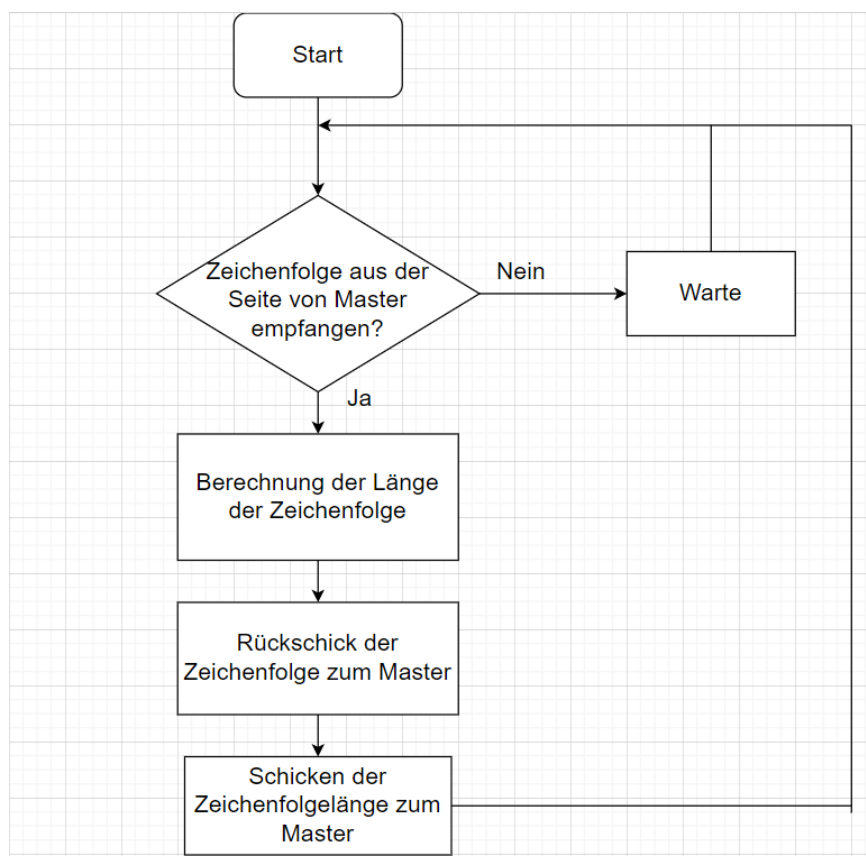 Start
Zeichenfolge aus der
Seite von Master
empfangen?
Nein
Warte
Ja
Berechnung der Länge
der Zeichenfolge
Rückschick der
Zeichenfolge zum Master
Schicken der
Zeichenfolgelänge zum
Master